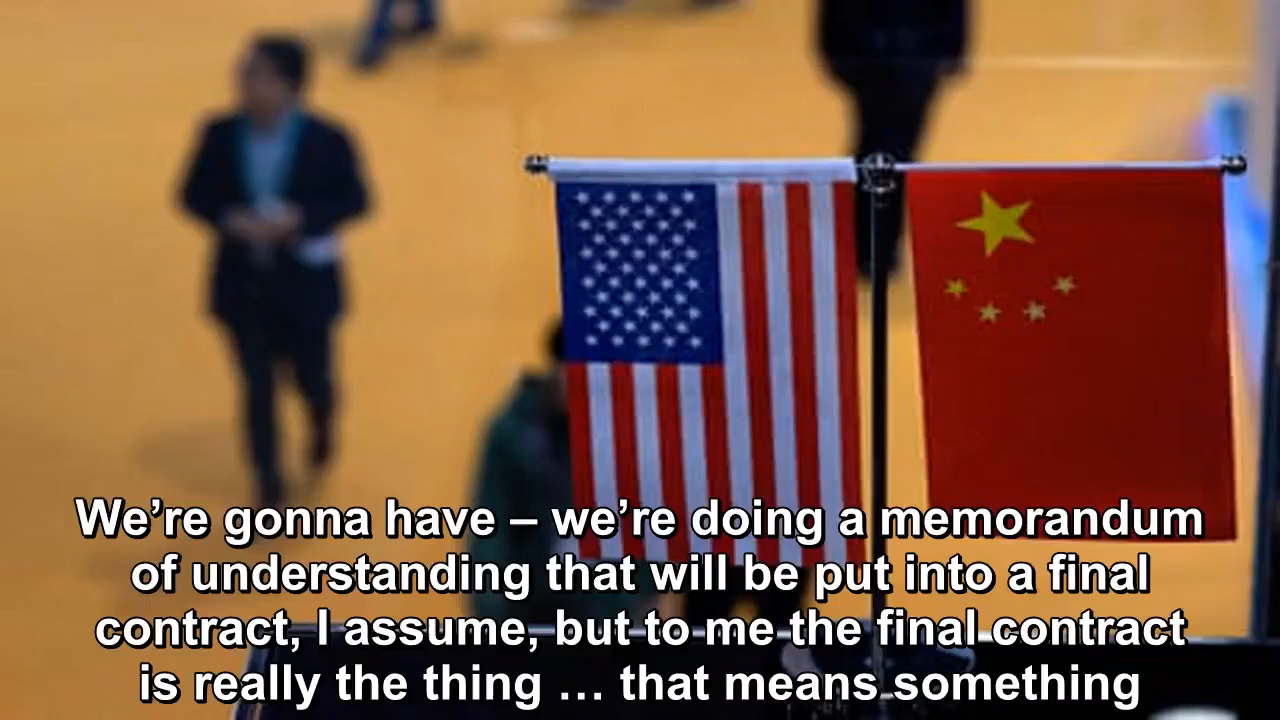 We’re gonna have – we’re doing a memorandum
of understanding that will be put into a final
contract, I assume, but to me the final contract
is really the thing … that means something